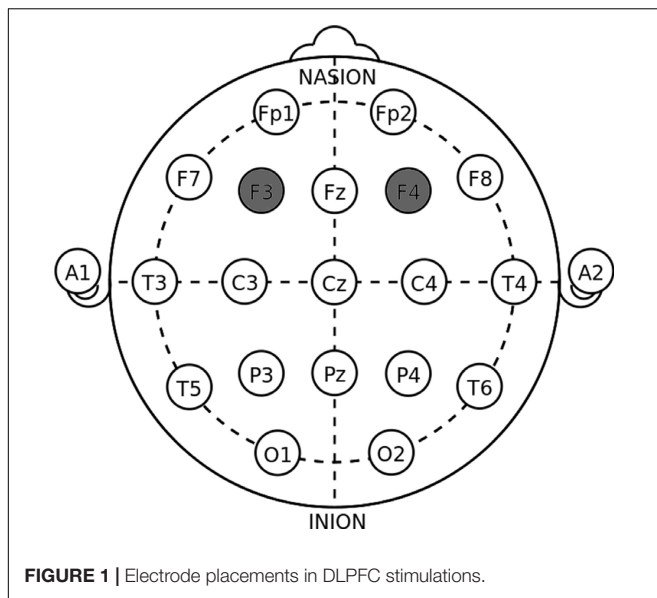 NASION
Fp1 Fp2
F7 F3 Fz F4 F8
A1 T3 C3 Cz C4 T4 A2
T5 P3 Pz P4 T6
O1 O2
INION
FIGURE 1 | Electrode placements in DLPFC stimulations.